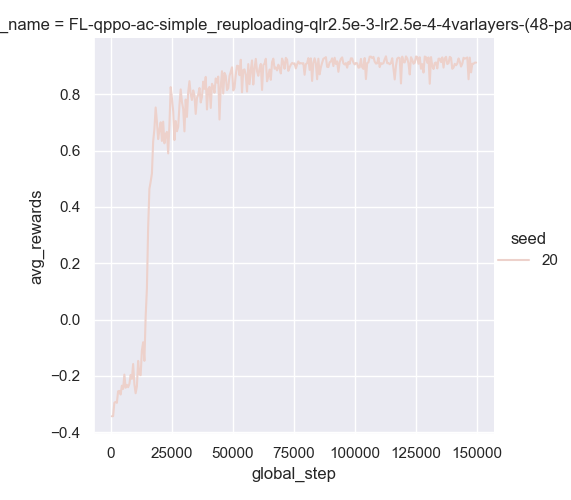 _name = FL-qppo-ac-simple_reuploading-qlr2.5e-3-lr2.5e-4-4varlayers-(48-pa
0.8
0.6
0.4
0.2
0.0
−0.2
−0.4
avg_rewards
seed
20
0 25000 50000 75000 100000 125000 150000
global_step